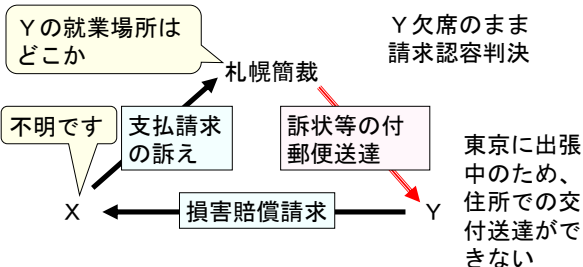 Ｙの就業場所は
どこか
Ｙ欠席のまま
請求認容判決
札幌簡裁
不明です
支払請求
の訴え
訴状等の付
郵便送達
東京に出張
中のため、
住所での交
付送達がで
きない
Ｘ
損害賠償請求
Ｙ